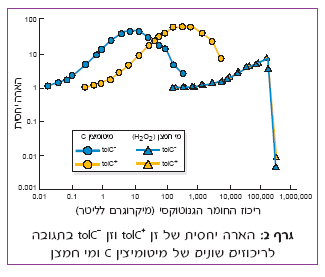 הארה יחסית
100
10
1
0.1
0.01
0.001
מיטומיצין C
מי חמצן (H₂O₂)
tolC⁻
tolC⁻
tolC⁺
tolC⁺
0.01 0.1 1 10 100 1,000 10,000 100,000 1,000,000
ריכוז החומר הגנוטוקסי (מיקרוגרם לליטר)
גרף 2: הארה יחסית של זן tolC⁺ וזן tolC⁻ בתגובה
לריכוזים שונים של מיטומיצין C ומי חמצן